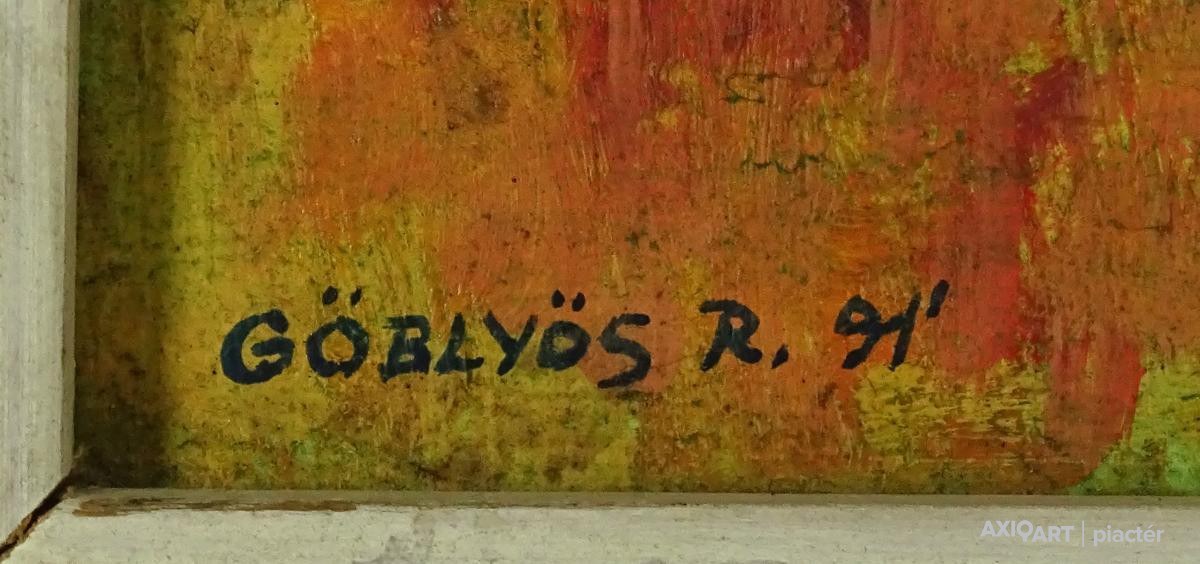 GÖBLYÖS R. 91'
AXIOART | piactér